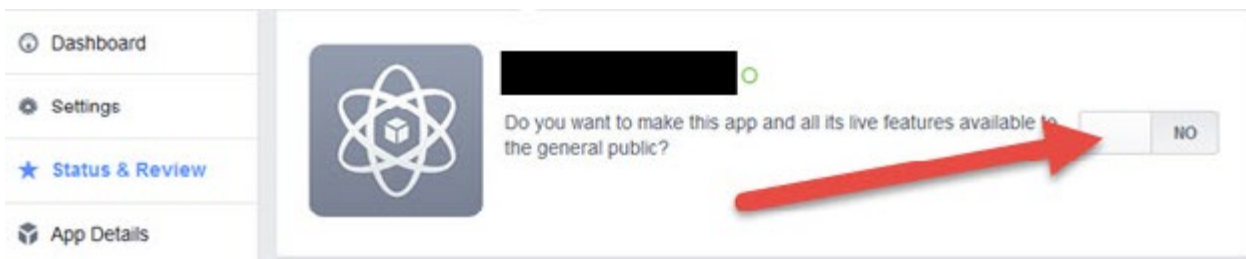 Dashboard
Settings
Status & Review
App Details
Do you want to make this app and all its live features available to
the general public?
NO